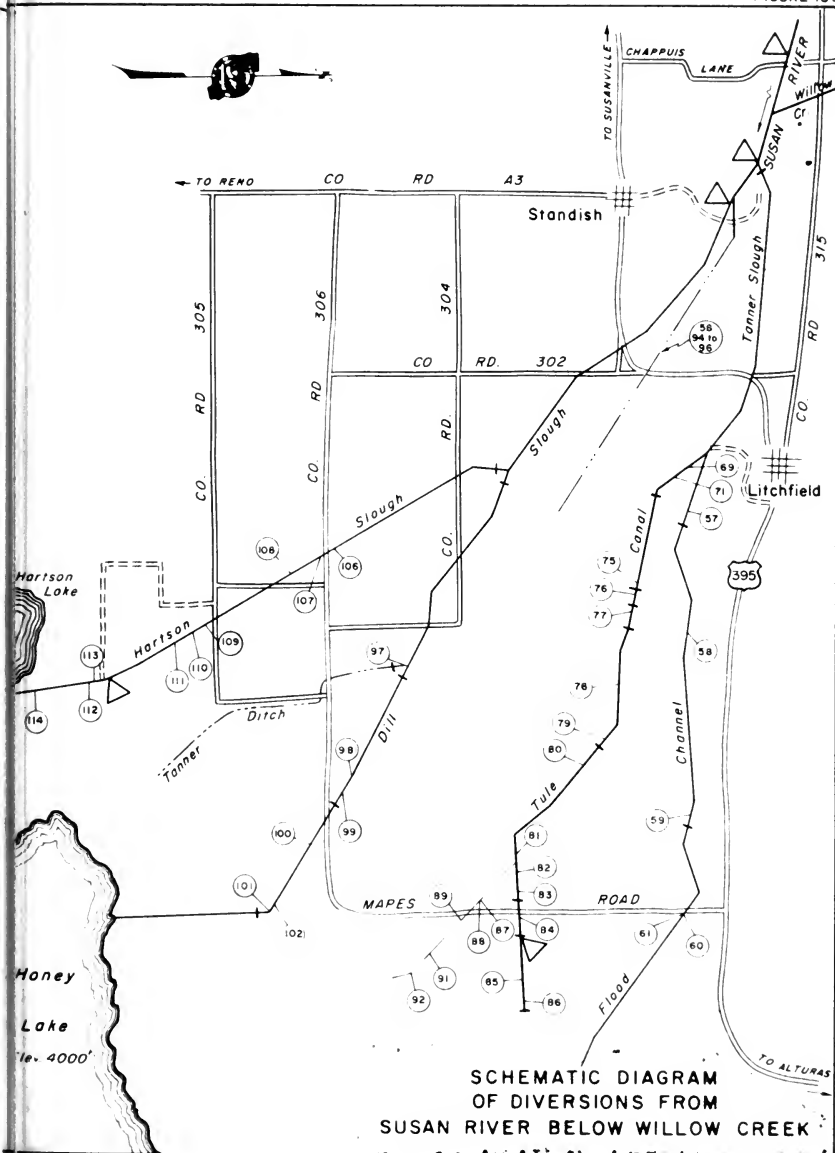 CHAPPUIS
LANE
RIVER
SUSAN
Willow
Cr.
TO SUSANVILLE
TO RENO
CO RD A3
Standish
Tanner Slough
315
RD
CO.
305
RD
CO.
306
RD
CO.
304
RD.
CO.
CO RD. 302
56
94 to
96
Slough
Slough
Litchfield
395
69
71
57
Canal
75
76
77
58
78
Channel
79
80
Tule
59
81
82
83
84
85
86
87
88
89
91
92
MAPES ROAD
61
60
Flood
108
106
107
Hartson
Lake
Hartson
109
110
111
113
112
114
97
Dill
Tanner Ditch
98
99
100
101
102
Honey
Lake
lev. 4000'
TO ALTURAS
SCHEMATIC DIAGRAM
OF DIVERSIONS FROM
SUSAN RIVER BELOW WILLOW CREEK